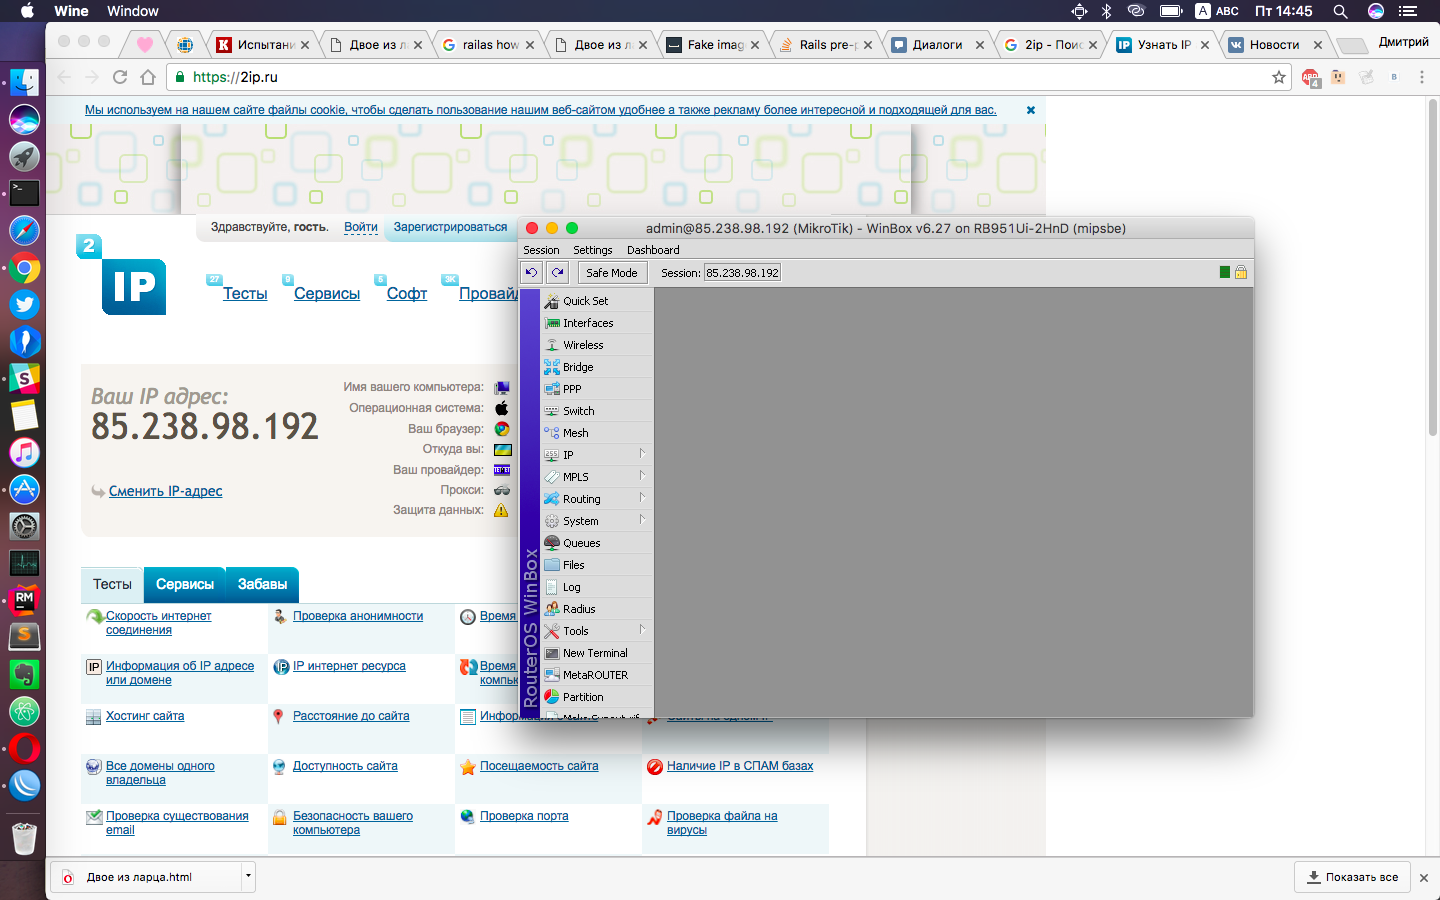 Wine Window
A ABC Пт 14:45
Испытани
Двое из ла
railas how
Двое из ла
Fake imag
Rails pre-p
Диалоги
2ip - Поис
Узнать IP
Новости
Дмитрий
https://2ip.ru
ABP
4
Мы используем на нашем сайте файлы cookie, чтобы сделать пользование нашим веб-сайтом удобнее а также рекламу более интересной и подходящей для вас.
Здравствуйте, гость. Войти Зарегистрироваться
2
IP
27 Тесты
9 Сервисы
5 Софт
3K Провайд
Ваш IP адрес:
85.238.98.192
Сменить IP-адрес
Имя вашего компьютера:
Операционная система:
Ваш браузер:
Откуда вы:
Ваш провайдер:
Прокси:
Защита данных:
admin@85.238.98.192 (MikroTik) - WinBox v6.27 on RB951Ui-2HnD (mipsbe)
Session Settings Dashboard
Safe Mode Session: 85.238.98.192
RouterOS WinBox
Quick Set
Interfaces
Wireless
Bridge
PPP
Switch
Mesh
IP
MPLS
Routing
System
Queues
Files
Log
Radius
Tools
New Terminal
MetaROUTER
Partition
Тесты Сервисы Забавы
Скорость интернет
соединения
Проверка анонимности
Время
Информация об IP адресе
или домене
IP интернет ресурса
Время
компь
Хостинг сайта
Расстояние до сайта
Все домены одного
владельца
Доступность сайта
Посещаемость сайта
Наличие IP в СПАМ базах
Проверка существования
email
Безопасность вашего
компьютера
Проверка порта
Проверка файла на
вирусы
Двое из ларца.html
Показать все